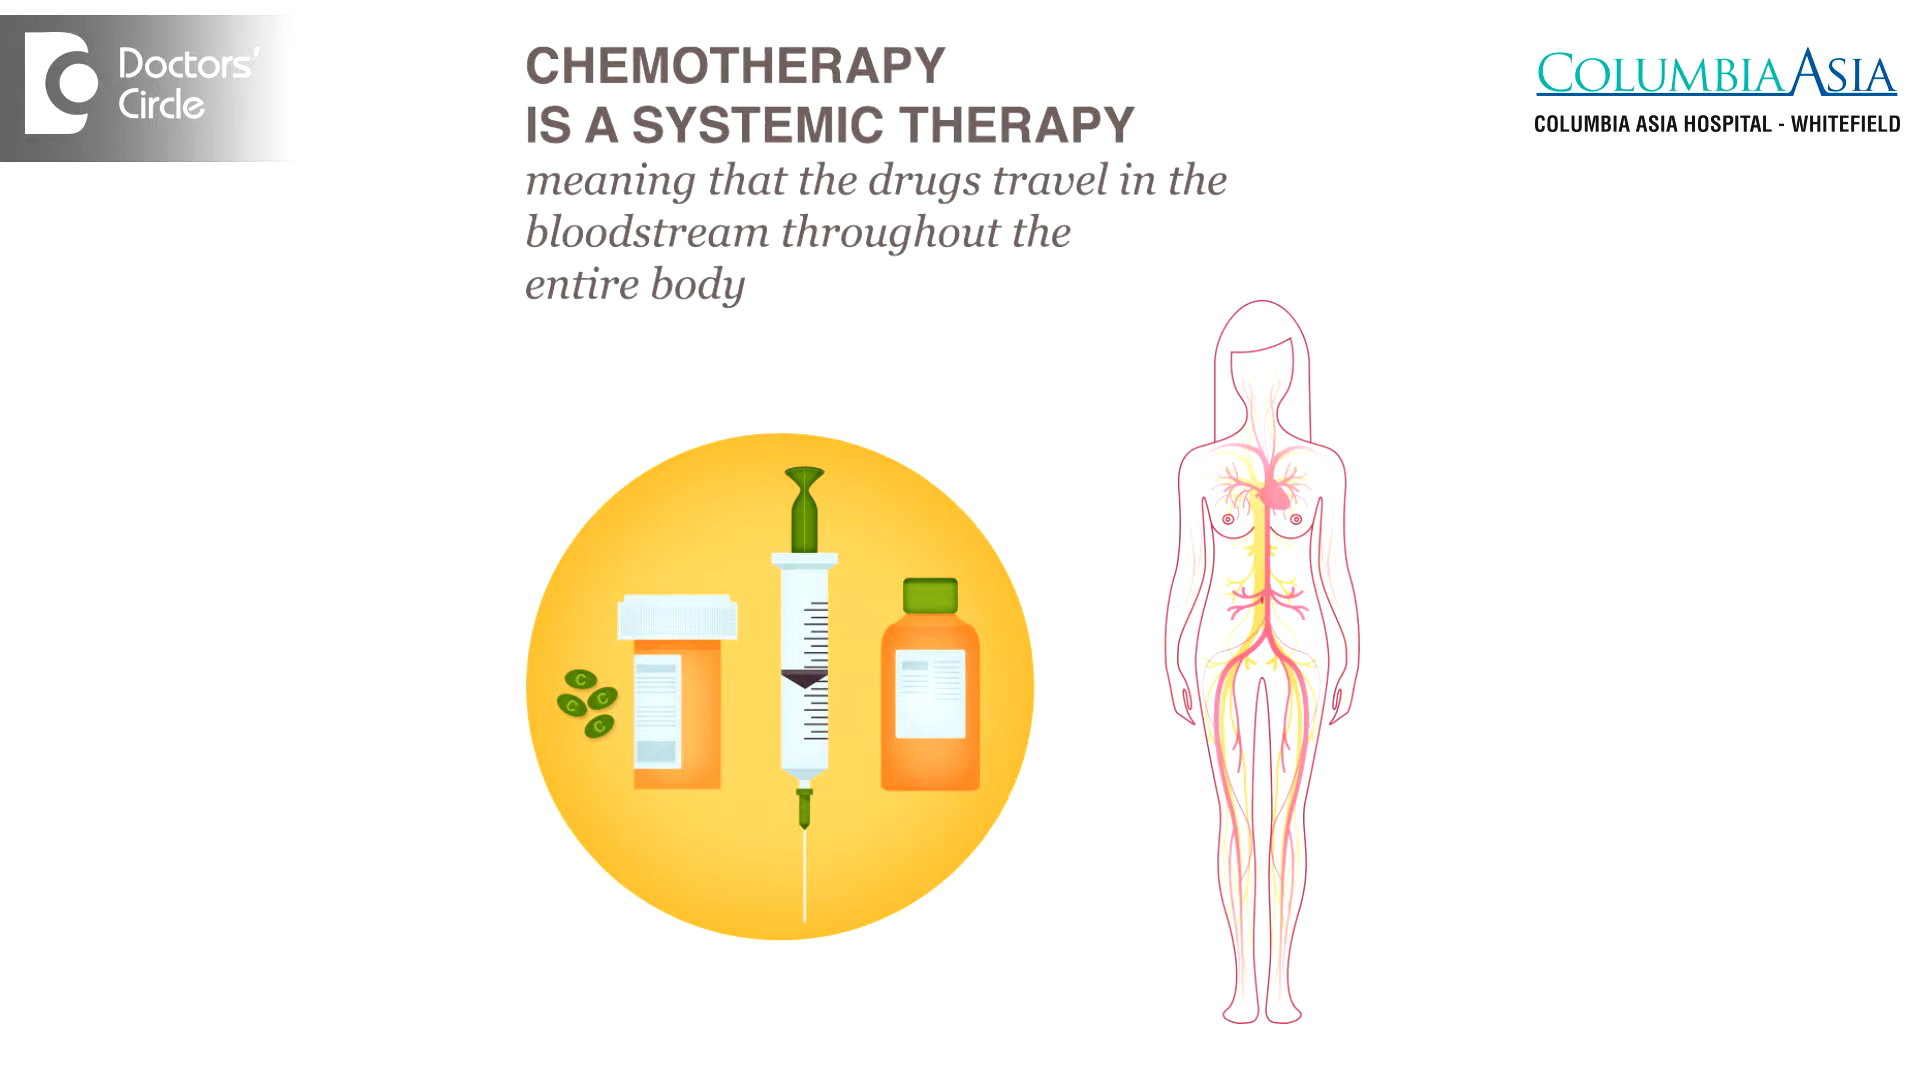 Doctors'
Circle
CHEMOTHERAPY
IS A SYSTEMIC THERAPY
meaning that the drugs travel in the
bloodstream throughout the
entire body
COLUMBIA ASIA
COLUMBIA ASIA HOSPITAL - WHITEFIELD
C
C
C
C